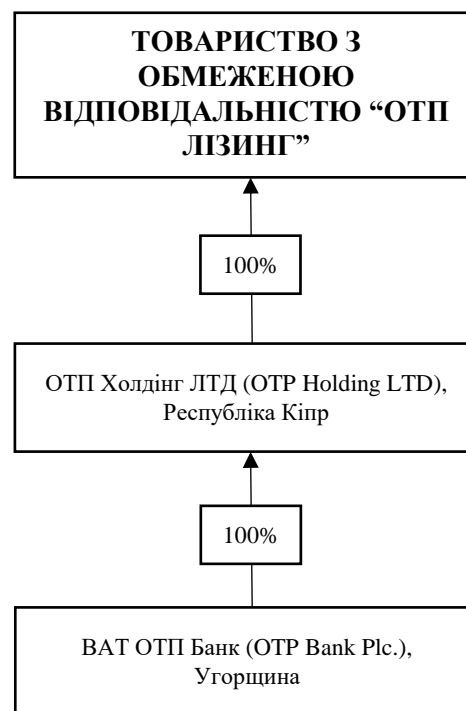 ТОВАРИСТВО З
ОБМЕЖЕНОЮ
ВІДПОВІДАЛЬНІСТЮ “ОТП
ЛІЗИНГ”
100%
ОТП Холдінг ЛТД (OTP Holding LTD),
Республіка Кіпр
100%
ВАТ ОТП Банк (OTP Bank Plc.),
Угорщина